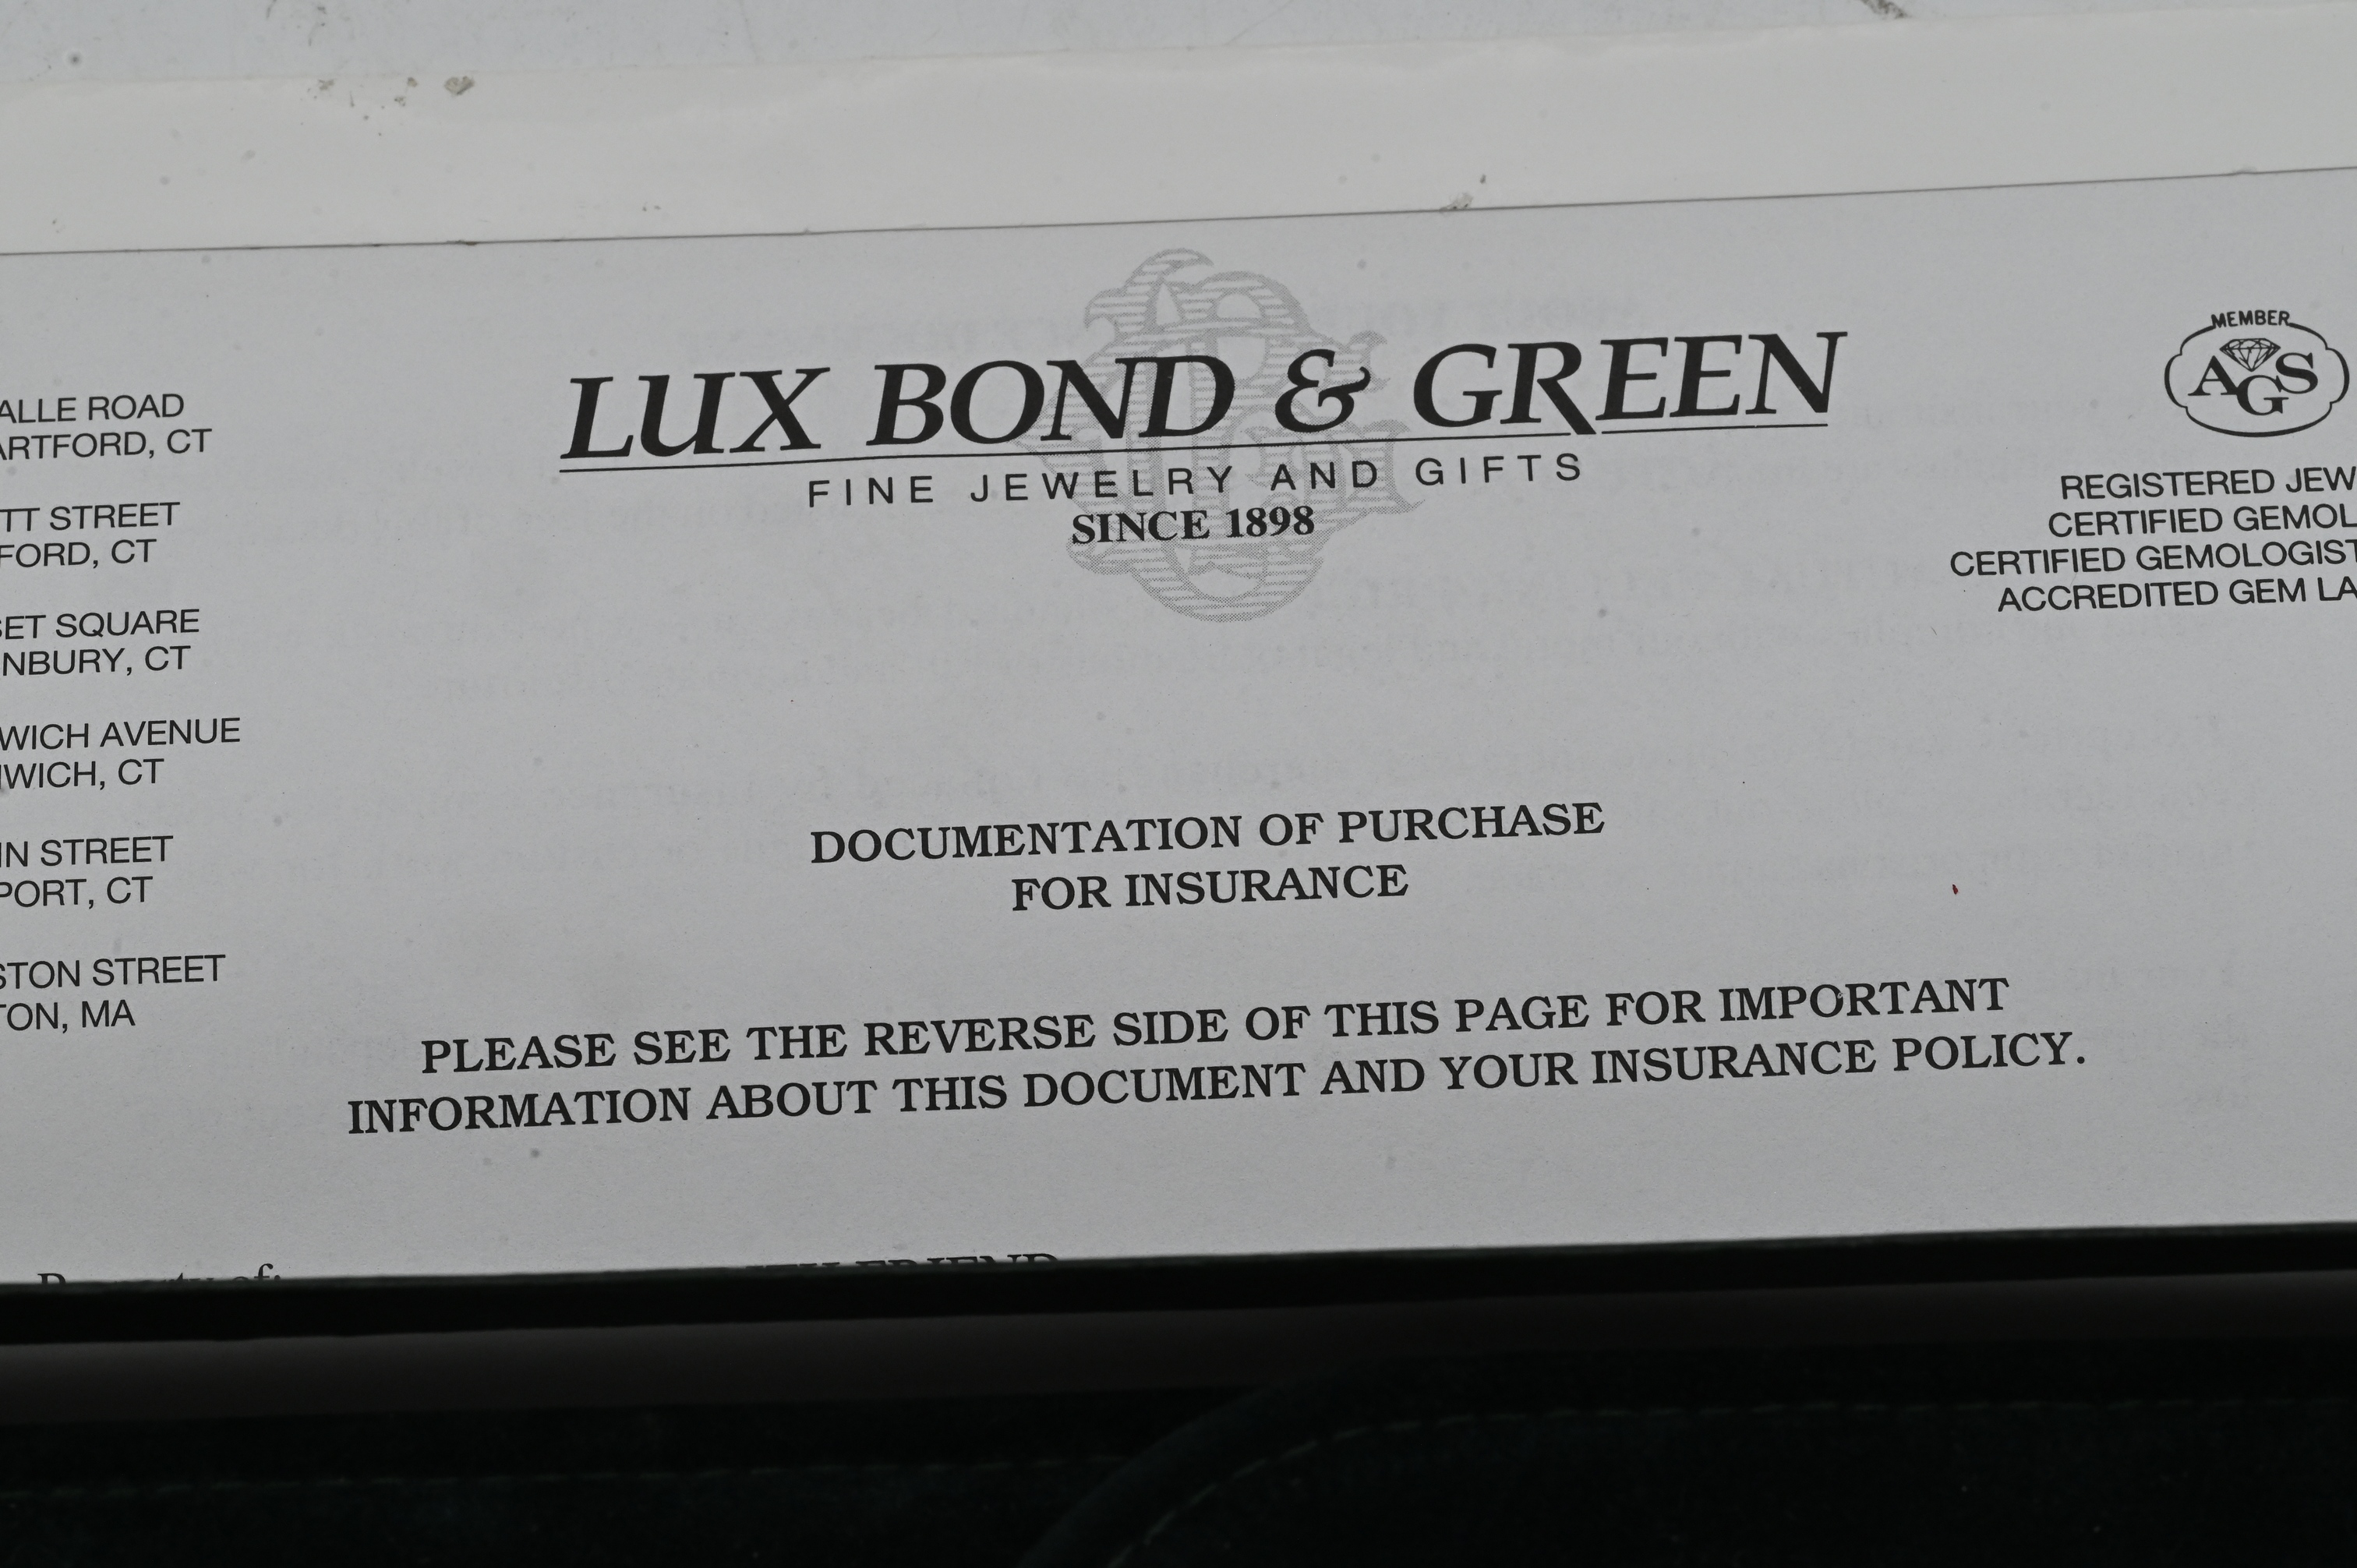 ALLE ROAD
ARTFORD, CT
TT STREET
FORD, CT
SET SQUARE
NBURY, CT
WICH AVENUE
WICH, CT
IN STREET
PORT, CT
STON STREET
TON, MA
LUX BOND & GREEN
FINE JEWELRY AND GIFTS
SINCE 1898
MEMBER
AGS
REGISTERED JEW
CERTIFIED GEMOL
CERTIFIED GEMOLOGIST
ACCREDITED GEM LA
DOCUMENTATION OF PURCHASE
FOR INSURANCE
PLEASE SEE THE REVERSE SIDE OF THIS PAGE FOR IMPORTANT
INFORMATION ABOUT THIS DOCUMENT AND YOUR INSURANCE POLICY.